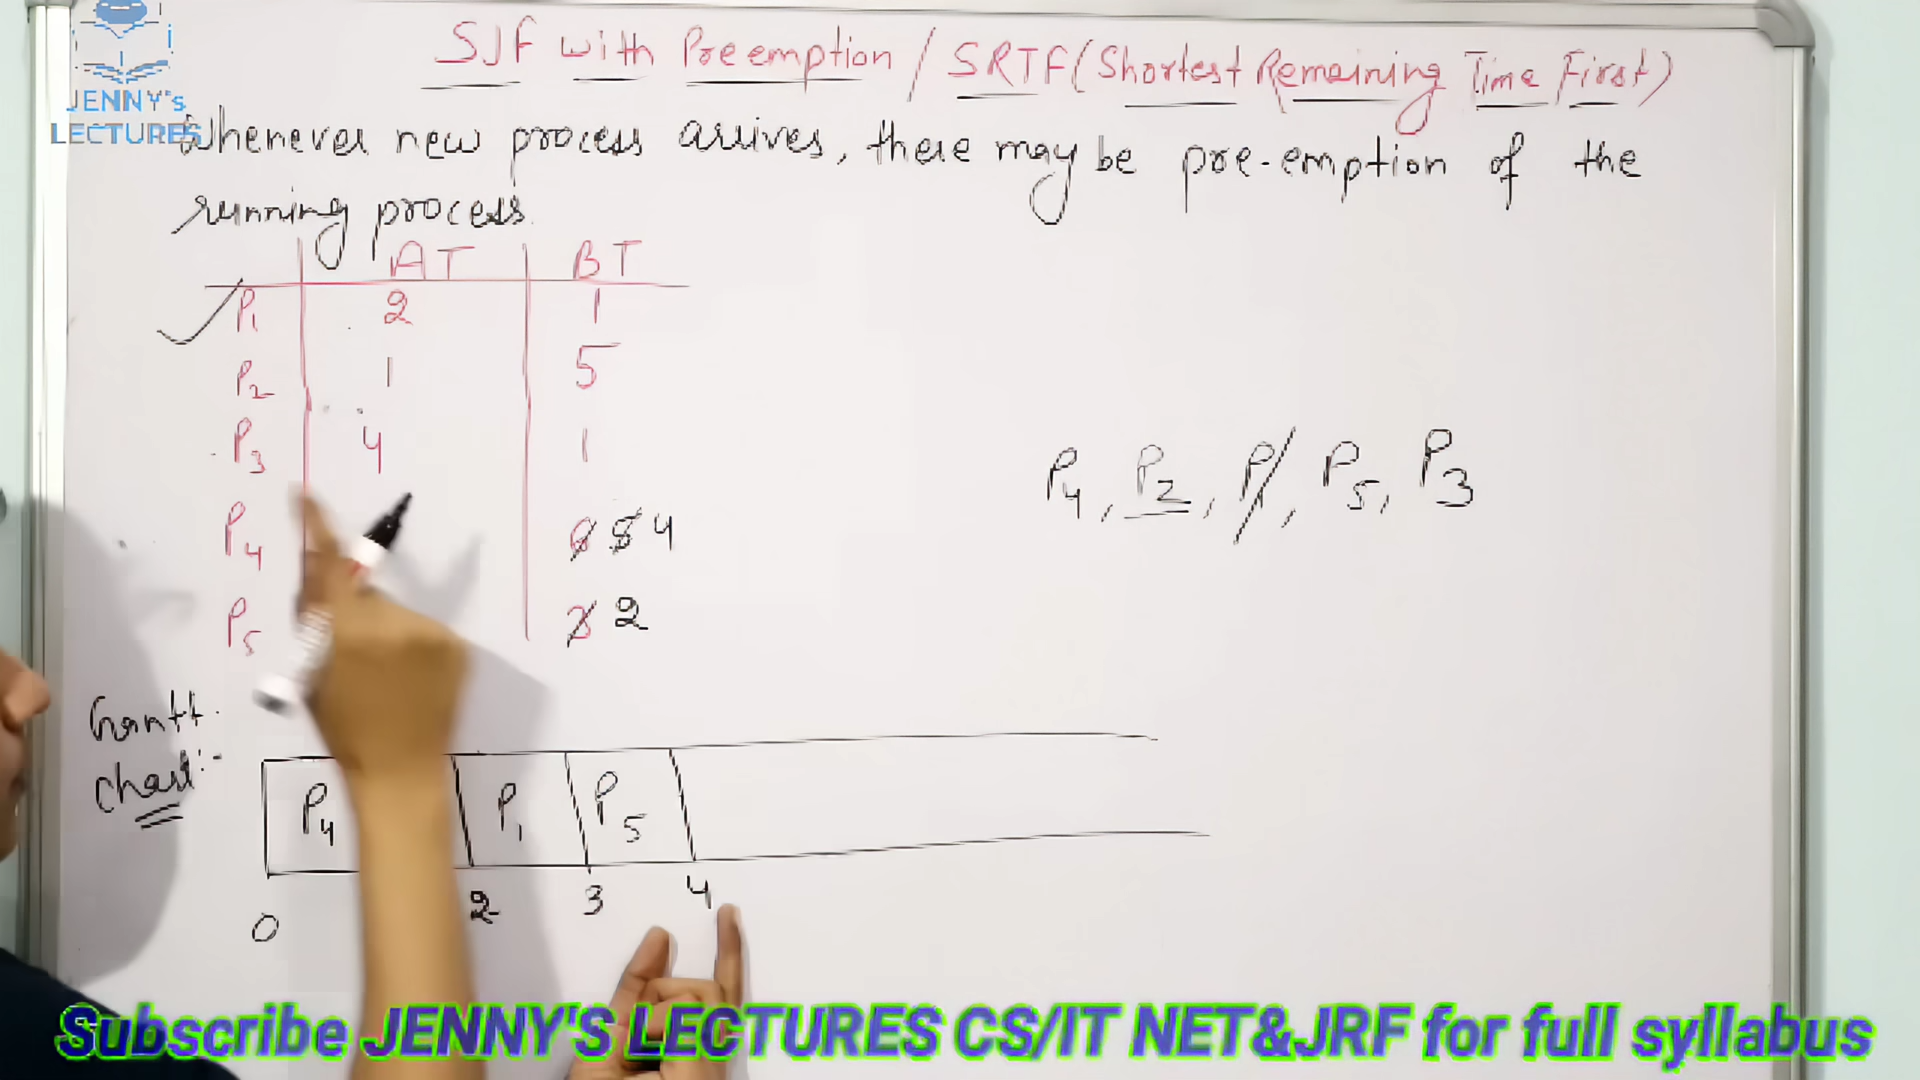 SJF with Preemption / SRTF (Shortest Remaining Time First)
JENNY's
LECTURES
Whenever new process arrives, there may be pre-emption of the
running process.
AT BT
P1 2 1
P2 1 5
P3 4 1
P4 6 5 4
P5 3 2
P4, P2, P1, P5, P3
Gantt
chart:-
P4 P1 P5
0 2 3 4
Subscribe JENNY'S LECTURES CS/IT NET&JRF for full syllabus